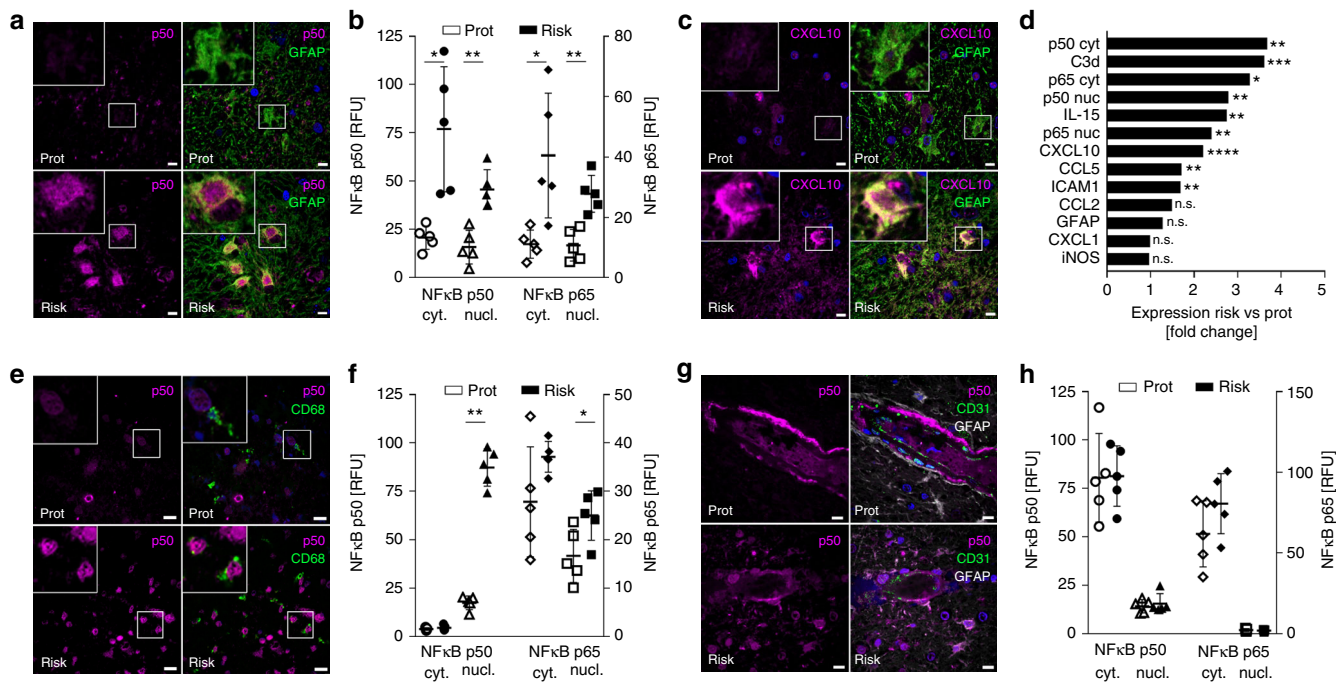 a
p50
p50
GFAP
Prot
Prot
p50
p50
GFAP
Risk
Risk
b
Prot
Risk
NFκB p50 [RFU]
125
100
75
50
25
0
*
**
*
**
80
60
40
20
0
NFκB p65 [RFU]
NFκB p50
NFκB p65
cyt.
nucl.
cyt.
nucl.
c
CXCL10
CXCL10
GFAP
Prot
Prot
CXCL10
CXCL10
GFAP
Risk
Risk
d
p50 cyt
**
C3d
***
p65 cyt
*
p50 nuc
**
IL-15
**
p65 nuc
**
CXCL10
****
CCL5
**
ICAM1
**
CCL2
n.s.
GFAP
n.s.
CXCL1
n.s.
iNOS
n.s.
0 1 2 3 4 5
Expression risk vs prot
[fold change]
e
p50
p50
CD68
Prot
Prot
p50
p50
CD68
Risk
Risk
f
Prot
Risk
NFκB p50 [RFU]
125
100
75
50
25
0
**
*
50
40
30
20
10
0
NFκB p65 [RFU]
NFκB p50
NFκB p65
cyt.
nucl.
cyt.
nucl.
g
p50
p50
CD31
GFAP
Prot
Prot
p50
p50
CD31
GFAP
Risk
Risk
h
Prot
Risk
NFκB p50 [RFU]
125
100
75
50
25
0
150
100
50
0
NFκB p65 [RFU]
NFκB p50
NFκB p65
cyt.
nucl.
cyt.
nucl.